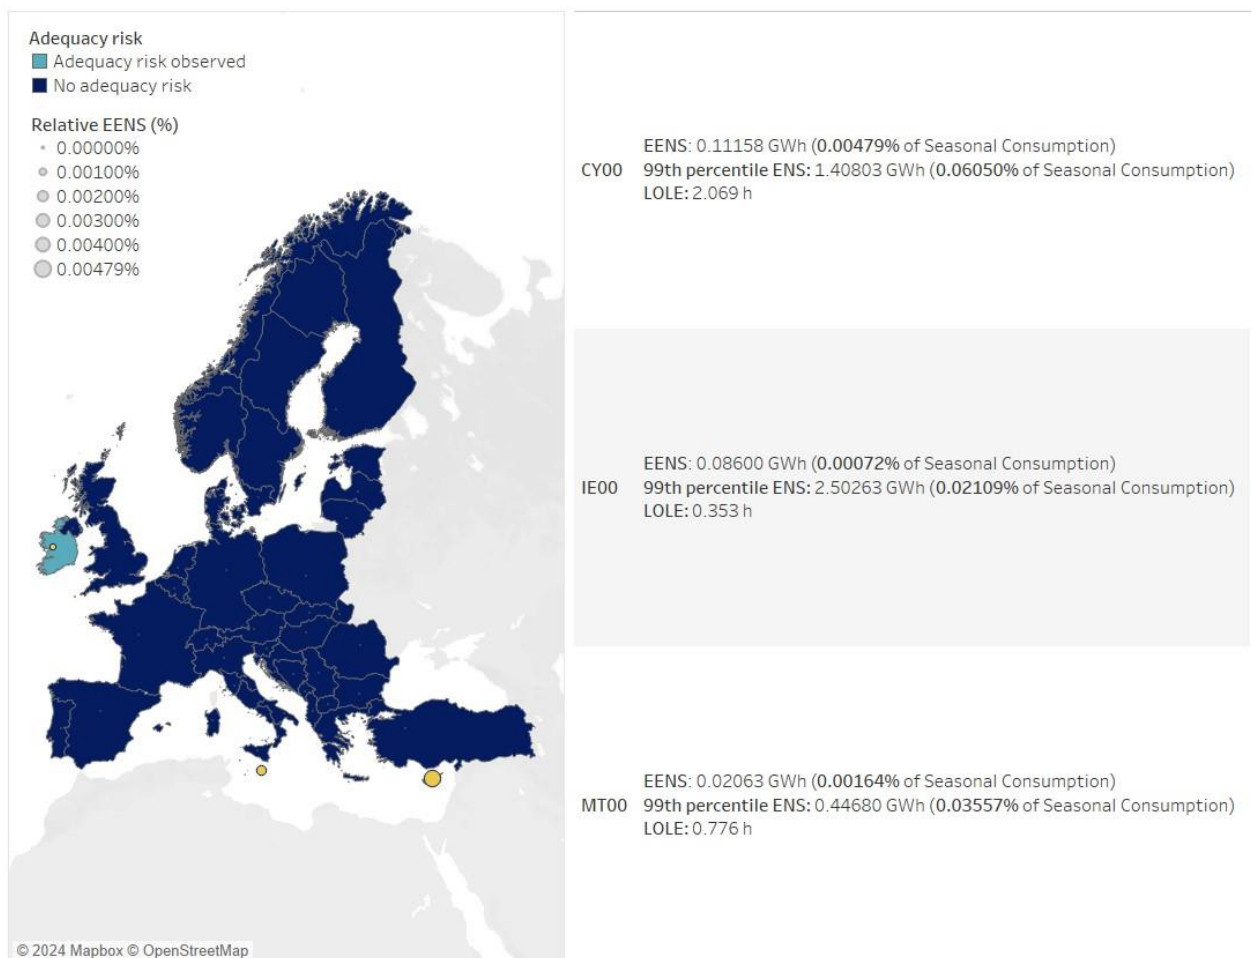 Adequacy risk
Adequacy risk observed
No adequacy risk
Relative EENS (%)
0.00000%
0.00100%
0.00200%
0.00300%
0.00400%
0.00479%
© 2024 Mapbox © OpenStreetMap
CY00
EENS: 0.11158 GWh (0.00479% of Seasonal Consumption)
99th percentile ENS: 1.40803 GWh (0.06050% of Seasonal Consumption)
LOLE: 2.069 h
IE00
EENS: 0.08600 GWh (0.00072% of Seasonal Consumption)
99th percentile ENS: 2.50263 GWh (0.02109% of Seasonal Consumption)
LOLE: 0.353 h
MT00
EENS: 0.02063 GWh (0.00164% of Seasonal Consumption)
99th percentile ENS: 0.44680 GWh (0.03557% of Seasonal Consumption)
LOLE: 0.776 h